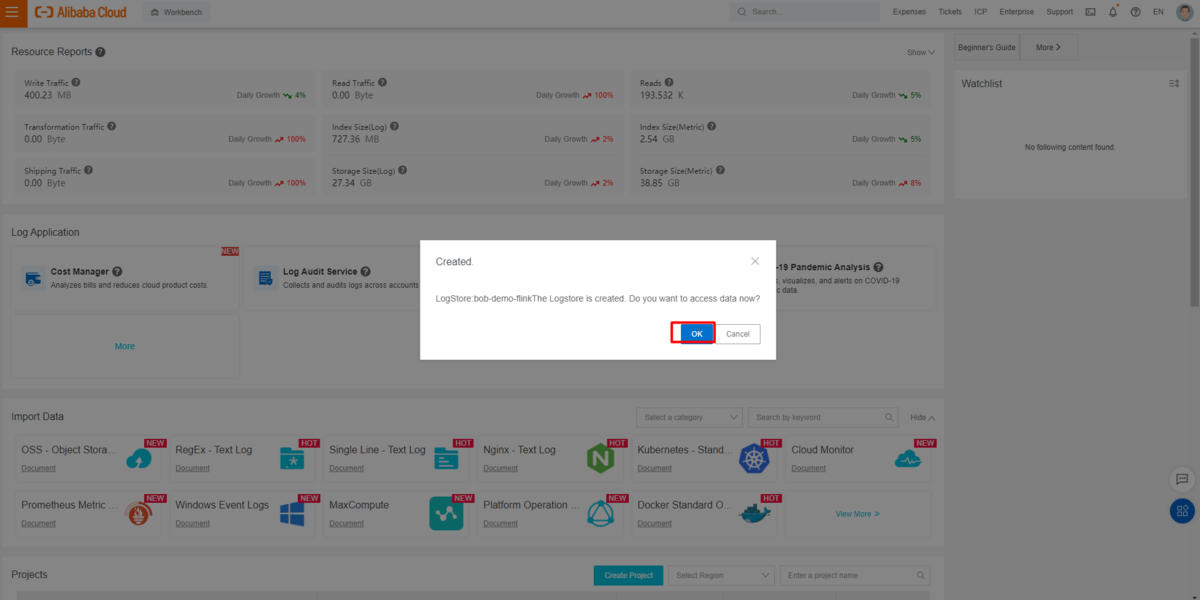 Alibaba Cloud
Workbench
Search...
Expenses
Tickets
ICP
Enterprise
Support
EN
Resource Reports
Show
Beginner's Guide
More
Watchlist
No following content found.
Write Traffic
400.23 MB
Daily Growth 4%
Read Traffic
0.00 Byte
Daily Growth 100%
Reads
193.532 K
Daily Growth 5%
Transformation Traffic
0.00 Byte
Daily Growth 100%
Index Size(Log)
727.36 MB
Daily Growth 2%
Index Size(Metric)
2.54 GB
Daily Growth 5%
Shipping Traffic
0.00 Byte
Daily Growth 100%
Storage Size(Log)
27.34 GB
Daily Growth 2%
Storage Size(Metric)
38.85 GB
Daily Growth 8%
Log Application
NEW
Cost Manager
Analyzes bills and reduces cloud product costs.
Log Audit Service
Collects and audits logs across accounts
-19 Pandemic Analysis
, visualizes, and alerts on COVID-19
c data.
More
Created.
LogStore:bob-demo-flinkThe Logstore is created. Do you want to access data now?
OK
Cancel
Import Data
Select a category
Search by keyword
Hide
OSS - Object Stora...
NEW
Document
RegEx - Text Log
HOT
Document
Single Line - Text Log
HOT
Document
Nginx - Text Log
HOT
Document
Kubernetes - Stand...
HOT
Document
Cloud Monitor
NEW
Document
Prometheus Metric ...
NEW
Document
Windows Event Logs
NEW
Document
MaxCompute
NEW
Document
Platform Operation ...
NEW
Document
Docker Standard O...
HOT
Document
View More
Projects
Create Project
Select Region
Enter a project name